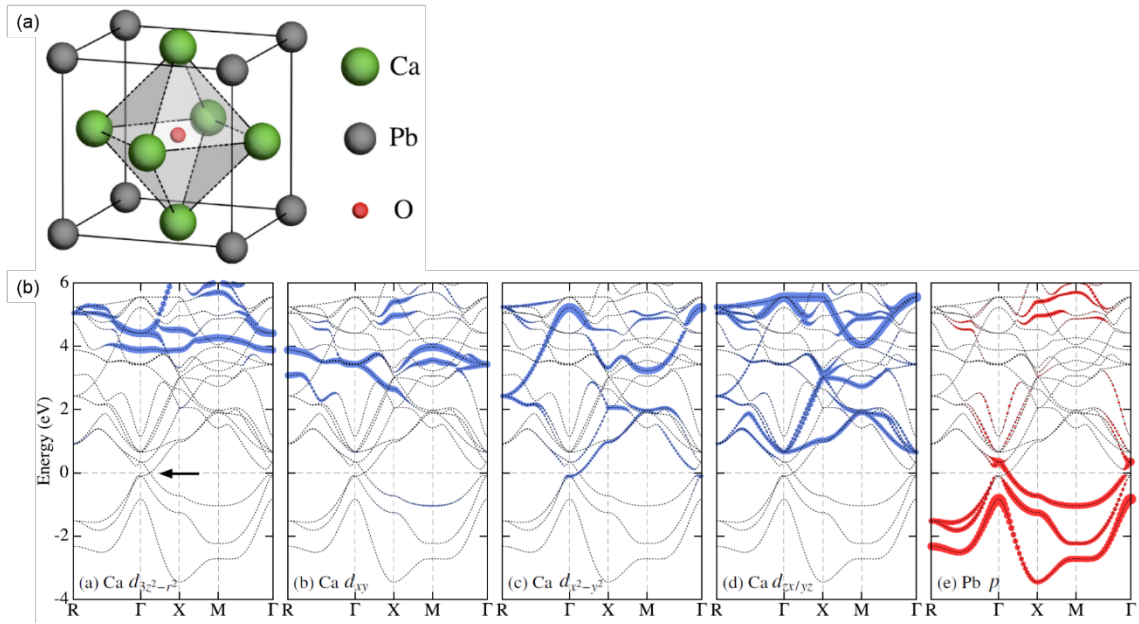 (a)
Ca
Pb
O
(b)
Energy (eV)
6
4
2
0
-2
-4
(a) Ca d3z²−r²
(b) Ca dxy
(c) Ca dx²−y²
(d) Ca dzx/yz
(e) Pb p
R Γ X M Γ
R Γ X M Γ
R Γ X M Γ
R Γ X M Γ
R Γ X M Γ